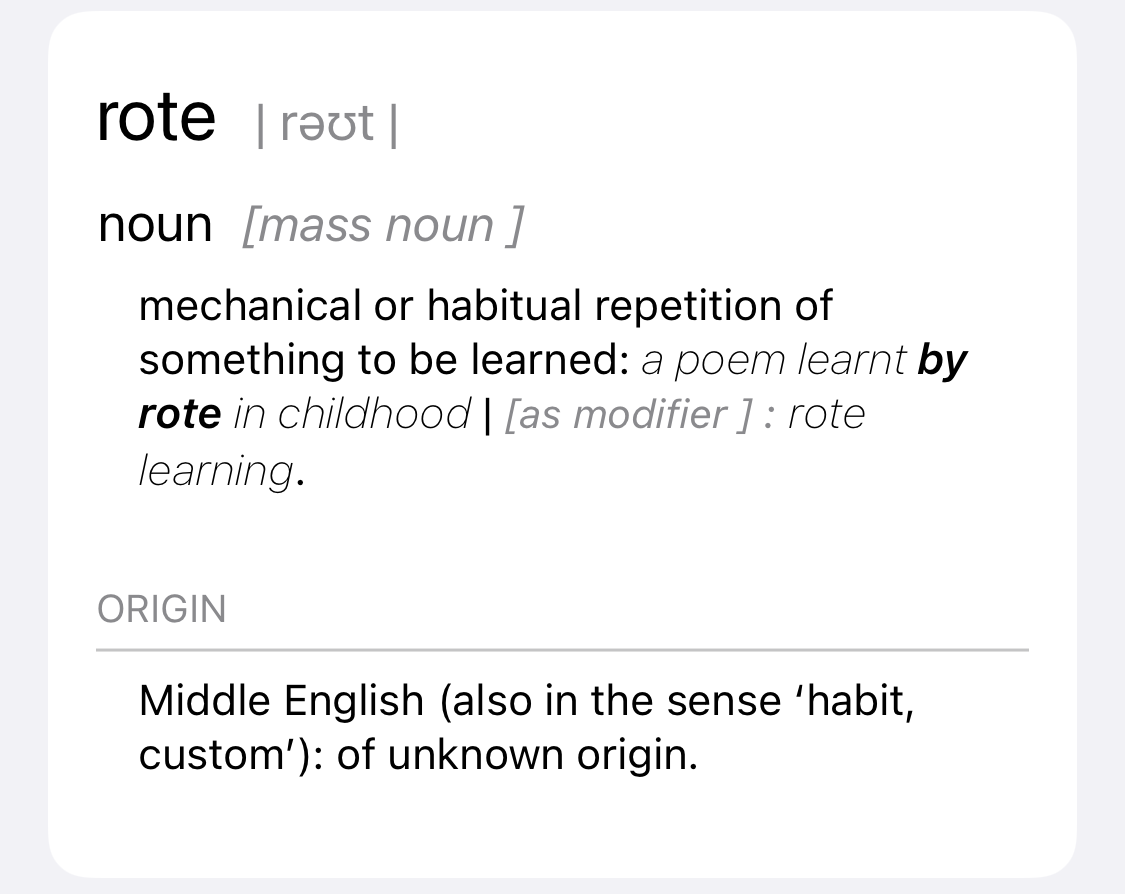 rote | rəʊt |
noun [mass noun ]
mechanical or habitual repetition of
something to be learned: a poem learnt by
rote in childhood | [as modifier ] : rote
learning.
ORIGIN
Middle English (also in the sense ‘habit,
custom’): of unknown origin.